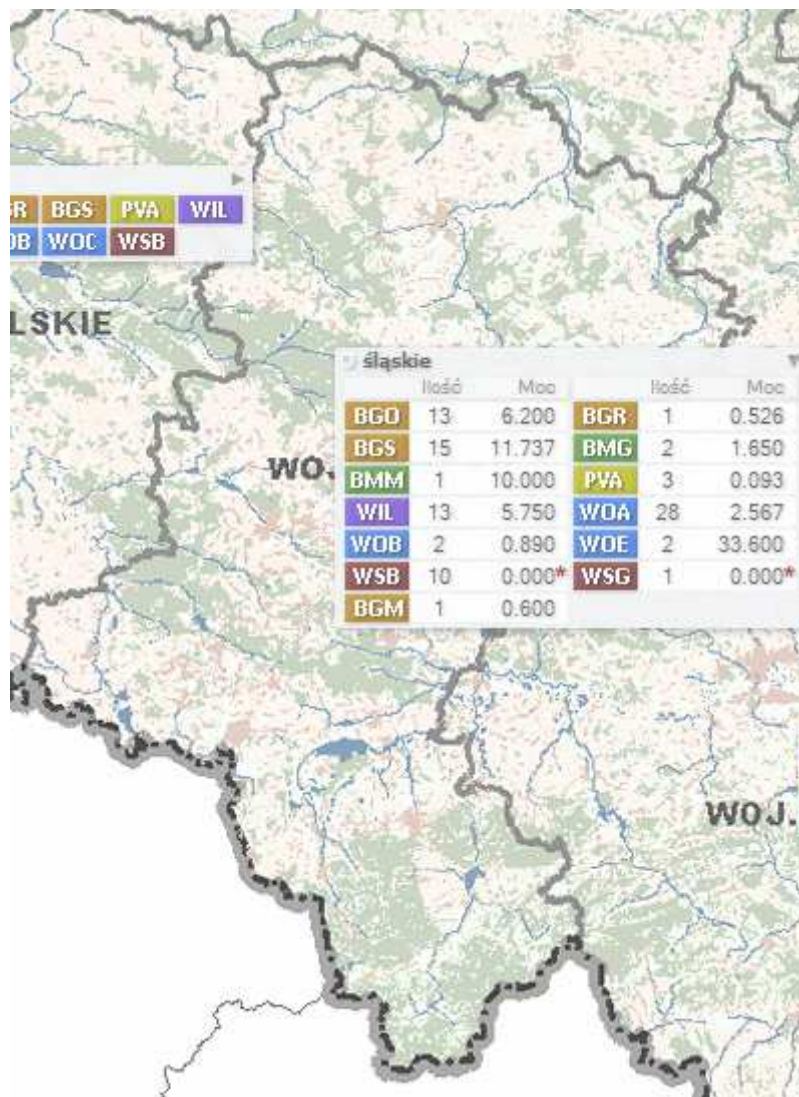 BGS PVA WIL
WOC WSB
LSKIE
śląskie
Ilość Moc Ilość Moc
BGO 13 6.200 BGR 1 0.526
BGS 15 11.737 BMG 2 1.650
BMM 1 10.000 PVA 3 0.093
WIL 13 5.750 WOA 28 2.567
WOB 2 0.890 WOE 2 33.600
WSB 10 0.000* WSG 1 0.000*
BGM 1 0.600
WOJ.
WOJ.